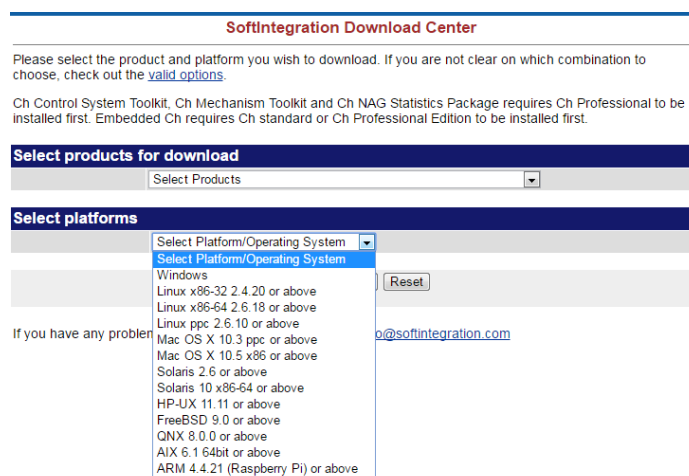 SoftIntegration Download Center
Please select the product and platform you wish to download. If you are not clear on which combination to
choose, check out the valid options.
Ch Control System Toolkit, Ch Mechanism Toolkit and Ch NAG Statistics Package requires Ch Professional to be
installed first. Embedded Ch requires Ch standard or Ch Professional Edition to be installed first.
Select products for download
Select Products
Select platforms
Select Platform/Operating System
Select Platform/Operating System
Windows
Reset
Linux x86-32 2.4.20 or above
Linux x86-64 2.6.18 or above
Linux ppc 2.6.10 or above
If you have any problem o@softintegration.com
Mac OS X 10.3 ppc or above
Mac OS X 10.5 x86 or above
Solaris 2.6 or above
Solaris 10 x86-64 or above
HP-UX 11.11 or above
FreeBSD 9.0 or above
QNX 8.0.0 or above
AIX 6.1 64bit or above
ARM 4.4.21 (Raspberry Pi) or above